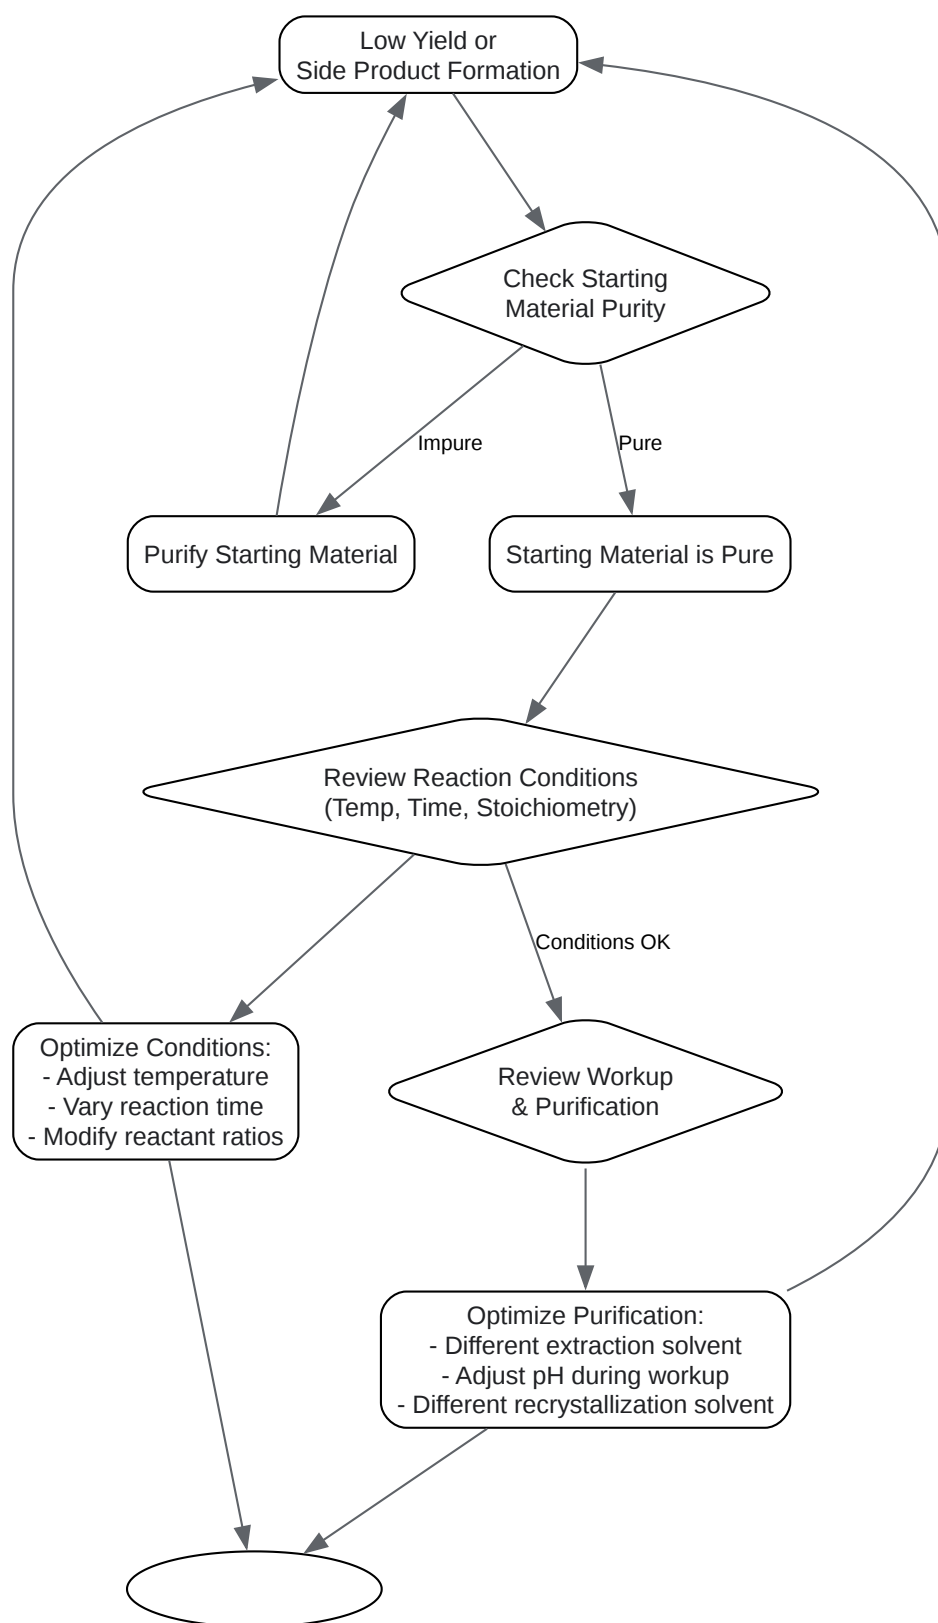 Low Yield or
Side Product Formation
Check Starting
Material Purity
Impure
Pure
Purify Starting Material
Starting Material is Pure
Review Reaction Conditions
(Temp, Time, Stoichiometry)
Conditions OK
Optimize Conditions:
- Adjust temperature
- Vary reaction time
- Modify reactant ratios
Review Workup
& Purification
Optimize Purification:
- Different extraction solvent
- Adjust pH during workup
- Different recrystallization solvent